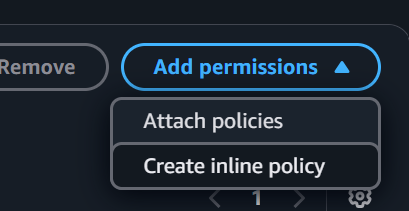 Remove
Add permissions
Attach policies
Create inline policy
1